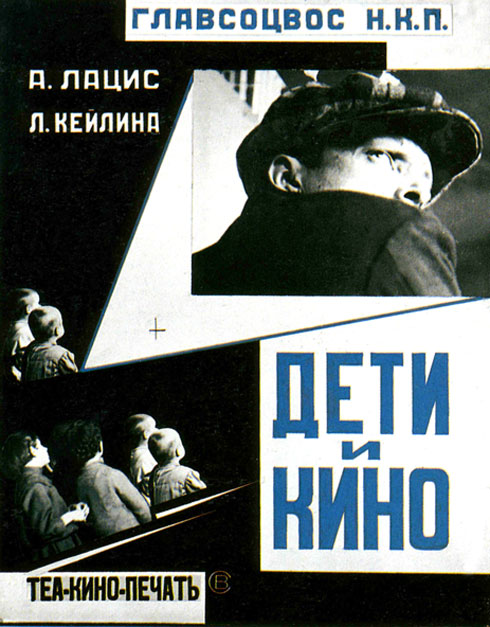 ГЛАВСОЦВОС Н.К.П.
А. ЛАЦИС
Л. КЕЙЛИНА
ДЕТИ
И
КИНО
ТЕА-КИНО-ПЕЧАТЬ